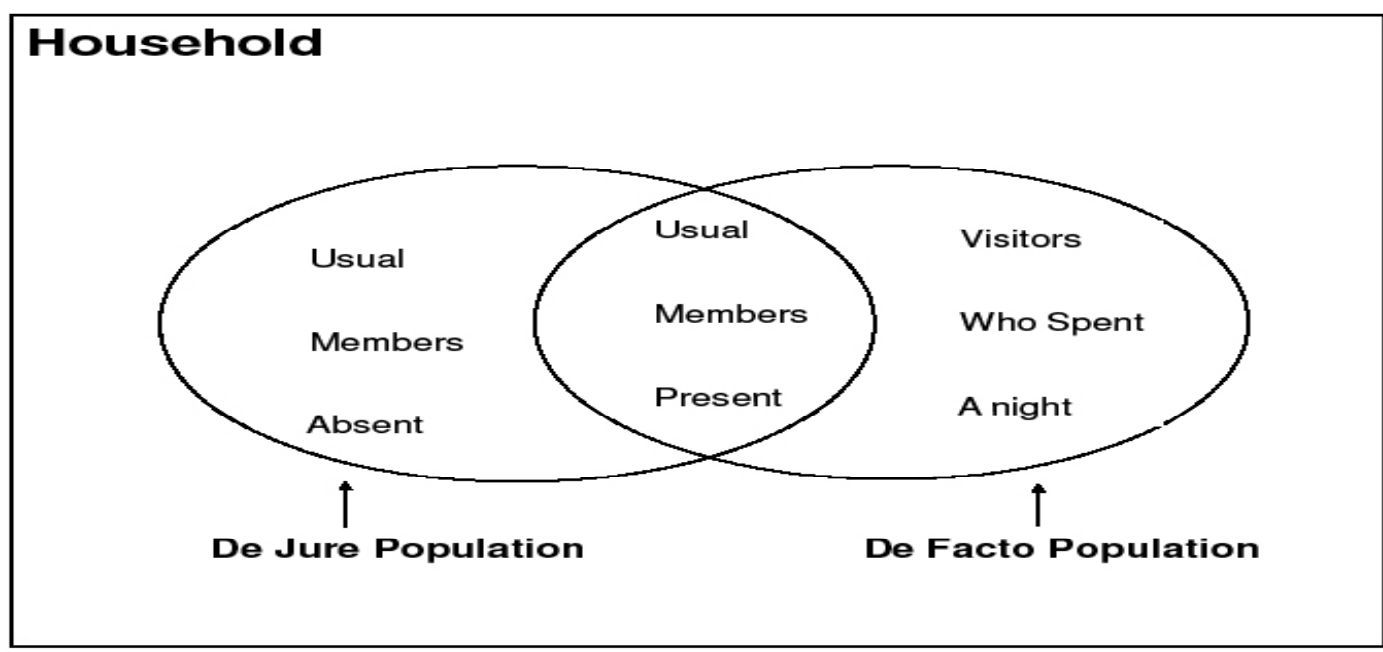 Household
Usual
Members
Absent
Usual
Members
Present
Visitors
Who Spent
A night
De Jure Population
De Facto Population